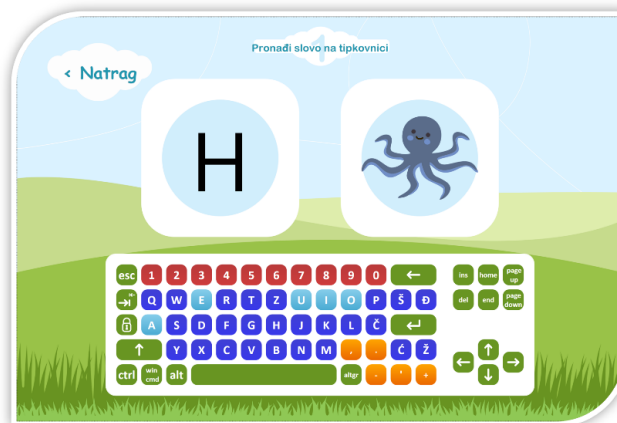 Pronađi slovo na tipkovnici
< Natrag
H
esc 1 2 3 4 5 6 7 8 9 0 ← ins home page up
Q W E R T Z U I O P Š Đ del end page down
A S D F G H J K L Č
↑ Y X C V B N M , . Ć Ž ↑
ctrl win cmd alt altgr - ' + ← ↓ →